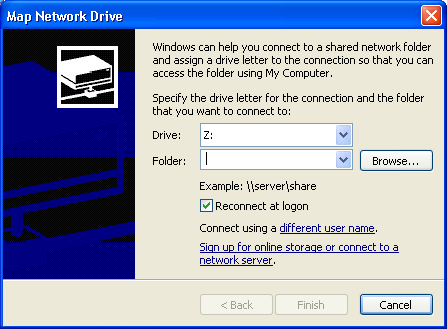 Map Network Drive
Windows can help you connect to a shared network folder
and assign a drive letter to the connection so that you can
access the folder using My Computer.
Specify the drive letter for the connection and the folder
that you want to connect to:
Drive: Z:
Folder: Browse...
Example: \\server\share
Reconnect at logon
Connect using a different user name.
Sign up for online storage or connect to a
network server.
< Back Finish Cancel